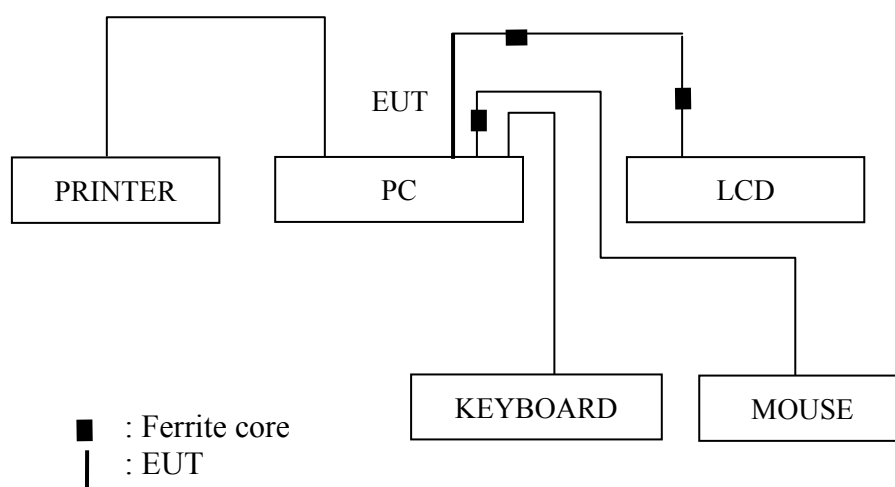 EUT
PRINTER
PC
LCD
KEYBOARD
MOUSE
: Ferrite core
: EUT